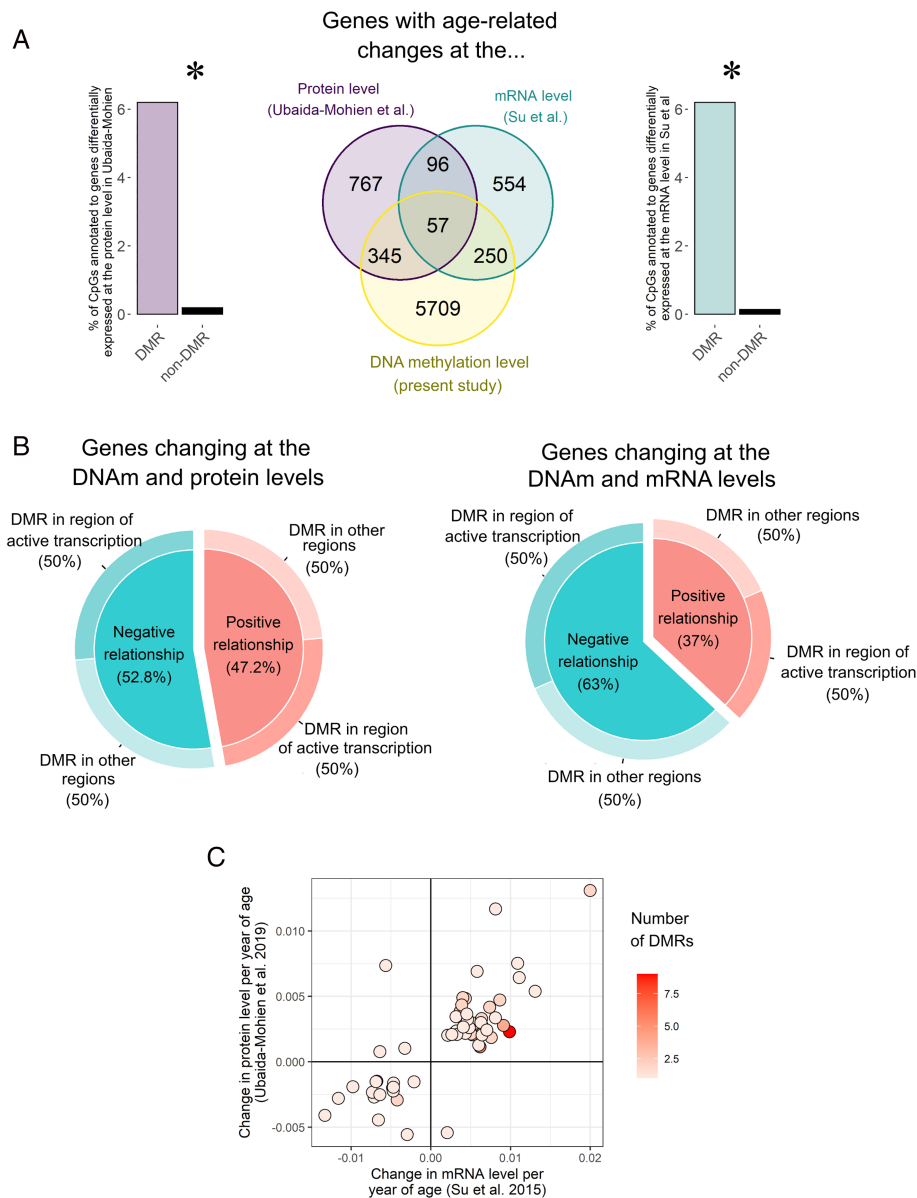 A
Genes with age-related
changes at the...
% of CpGs annotated to genes differentially
expressed at the protein level in Ubaida-Mohien
6
4
2
0
*
DMR
non-DMR
Protein level
(Ubaida-Mohien et al.)
mRNA level
(Su et al.)
767
96
554
57
345
250
5709
DNA methylation level
(present study)
% of CpGs annotated to genes differentially
expressed at the mRNA level in Su et al
6
4
2
0
*
DMR
non-DMR
B
Genes changing at the
DNAm and protein levels
DMR in region of
active transcription
(50%)
DMR in other
regions
(50%)
Negative
relationship
(52.8%)
Positive
relationship
(47.2%)
DMR in other
regions
(50%)
DMR in region
of active transcription
(50%)
Genes changing at the
DNAm and mRNA levels
DMR in region of
active transcription
(50%)
DMR in other regions
(50%)
Negative
relationship
(63%)
Positive
relationship
(37%)
DMR in region of
active transcription
(50%)
DMR in other regions
(50%)
C
Change in protein level per year of age
(Ubaida-Mohien et al. 2019)
0.010
0.005
0.000
-0.005
-0.01
0.00
0.01
0.02
Change in mRNA level per
year of age (Su et al. 2015)
Number
of DMRs
7.5
5.0
2.5